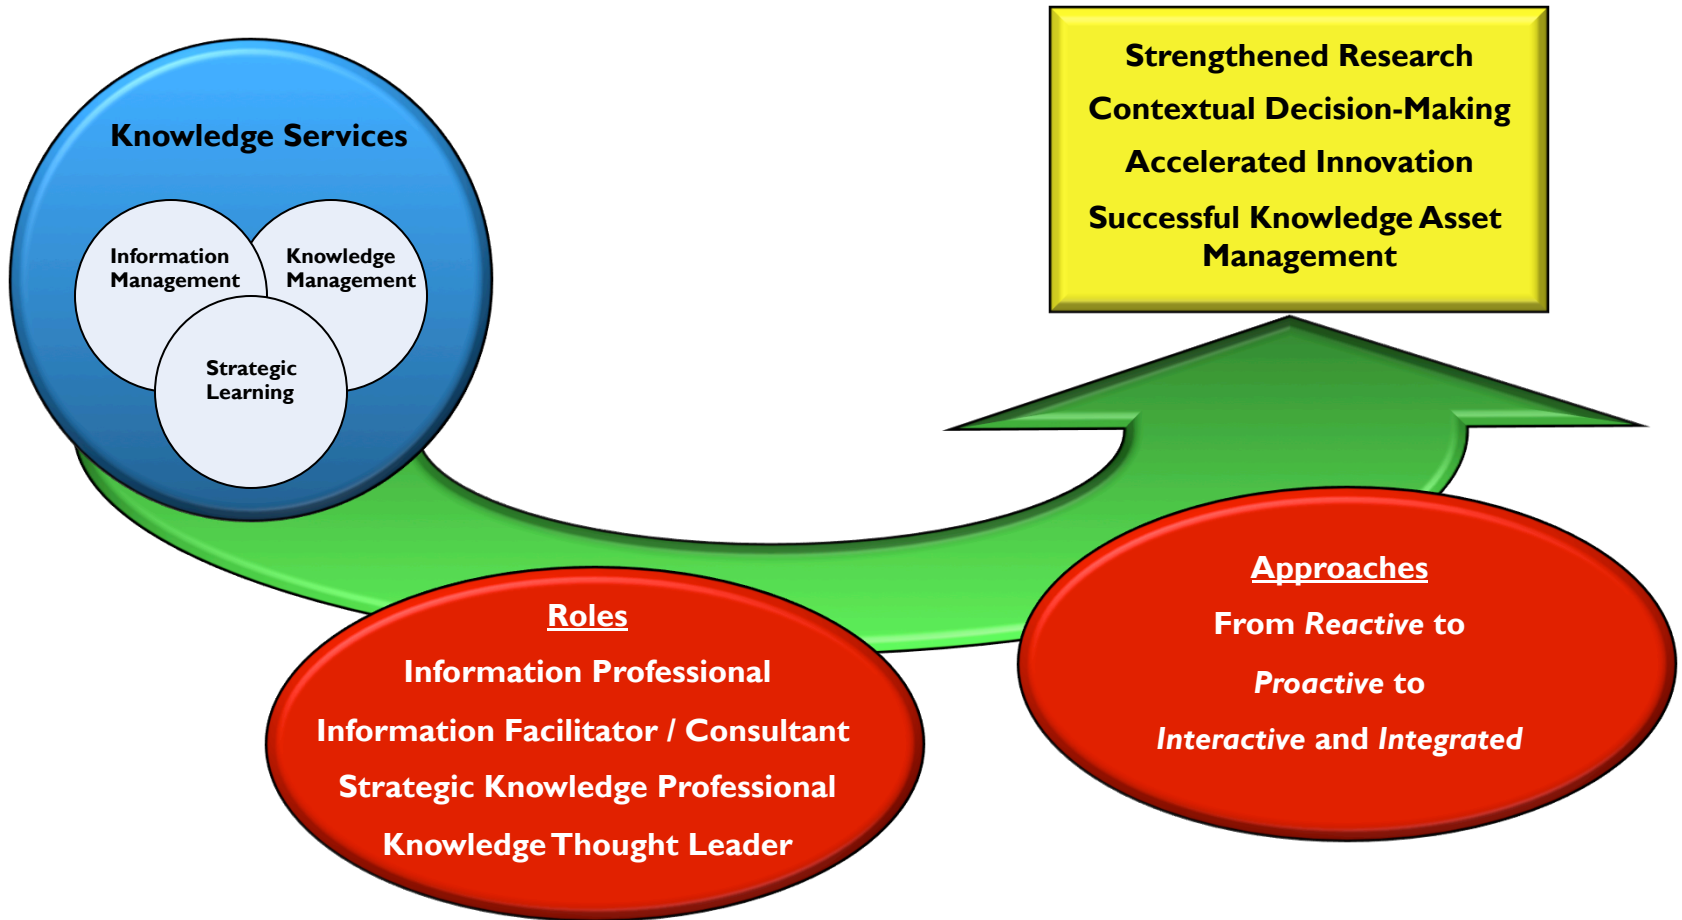 Knowledge Services
Information
Management
Knowledge
Management
Strategic
Learning
Strengthened Research
Contextual Decision-Making
Accelerated Innovation
Successful Knowledge Asset
Management
Roles
Information Professional
Information Facilitator / Consultant
Strategic Knowledge Professional
Knowledge Thought Leader
Approaches
From Reactive to
Proactive to
Interactive and Integrated